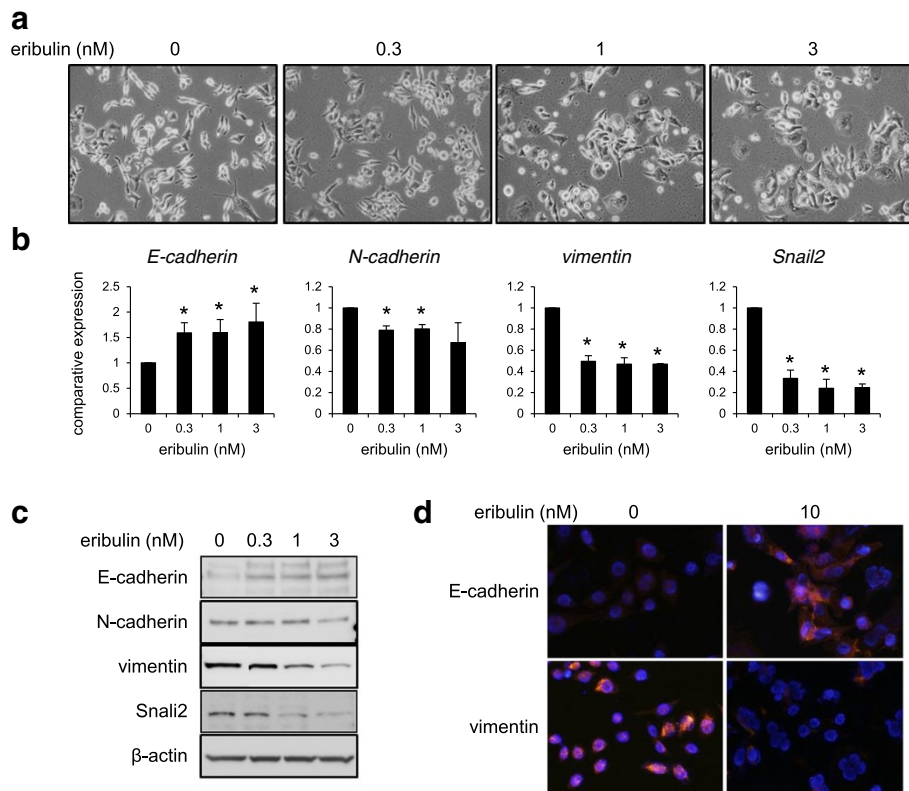 a
eribulin (nM) 0 0.3 1 3
b
E-cadherin N-cadherin vimentin Snail2
comparative expression
2.5 2 1.5 1 0.5 0
* * *
0 0.3 1 3
eribulin (nM)
1.2 1 0.8 0.6 0.4 0.2 0
* *
0 0.3 1 3
eribulin (nM)
1.2 1 0.8 0.6 0.4 0.2 0
* * *
0 0.3 1 3
eribulin (nM)
1.2 1 0.8 0.6 0.4 0.2 0
* * *
0 0.3 1 3
eribulin (nM)
c
eribulin (nM) 0 0.3 1 3
E-cadherin
N-cadherin
vimentin
Snali2
β-actin
d
eribulin (nM) 0 10
E-cadherin
vimentin